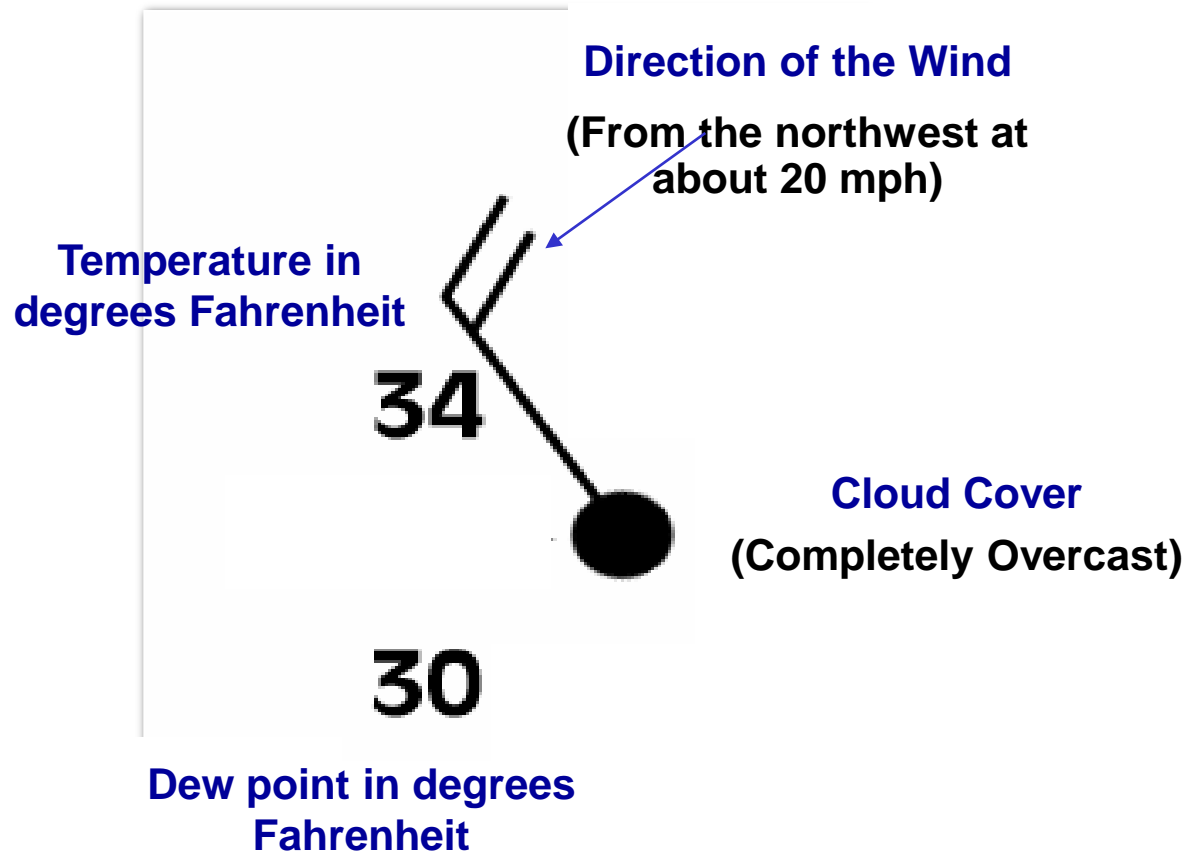 Direction of the Wind
(From the northwest at
about 20 mph)
Temperature in
degrees Fahrenheit
34
Cloud Cover
(Completely Overcast)
30
Dew point in degrees
Fahrenheit